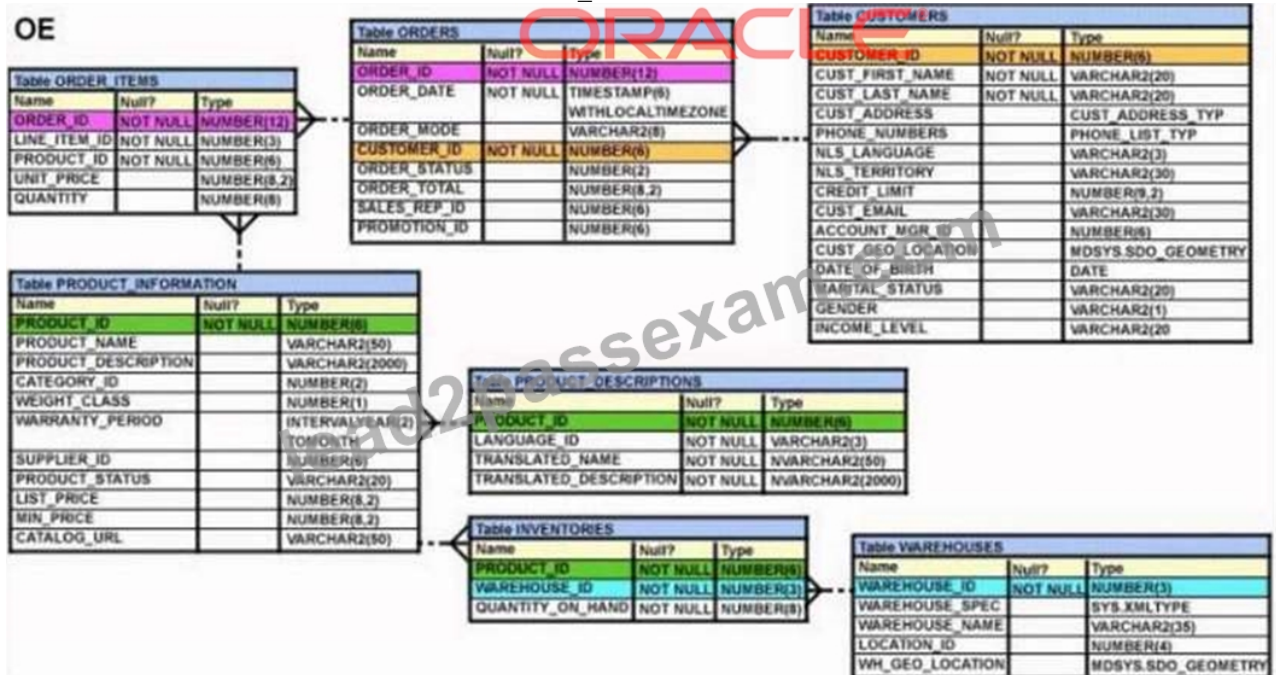 OE
ORACLE
Table ORDER_ITEMS
Name Null? Type
ORDER_ID NOT NULL NUMBER(12)
LINE_ITEM_ID NOT NULL NUMBER(3)
PRODUCT_ID NOT NULL NUMBER(6)
UNIT_PRICE NUMBER(8,2)
QUANTITY NUMBER(8)
Table ORDERS
Name Null? Type
ORDER_ID NOT NULL NUMBER(12)
ORDER_DATE NOT NULL TIMESTAMP(6)
WITHLOCALTIMEZONE
ORDER_MODE VARCHAR2(8)
CUSTOMER_ID NOT NULL NUMBER(6)
ORDER_STATUS NUMBER(2)
ORDER_TOTAL NUMBER(8,2)
SALES_REP_ID NUMBER(6)
PROMOTION_ID NUMBER(6)
Table CUSTOMERS
Name Null? Type
CUSTOMER_ID NOT NULL NUMBER(6)
CUST_FIRST_NAME NOT NULL VARCHAR2(20)
CUST_LAST_NAME NOT NULL VARCHAR2(20)
CUST_ADDRESS CUST_ADDRESS_TYP
PHONE_NUMBERS PHONE_LIST_TYP
NLS_LANGUAGE VARCHAR2(3)
NLS_TERRITORY VARCHAR2(30)
CREDIT_LIMIT NUMBER(9,2)
CUST_EMAIL VARCHAR2(30)
ACCOUNT_MGR_ID NUMBER(6)
CUST_GEO_LOCATION MDSYS.SDO_GEOMETRY
DATE_OF_BIRTH DATE
MARITAL_STATUS VARCHAR2(20)
GENDER VARCHAR2(1)
INCOME_LEVEL VARCHAR2(20
Table PRODUCT_INFORMATION
Name Null? Type
PRODUCT_ID NOT NULL NUMBER(6)
PRODUCT_NAME VARCHAR2(50)
PRODUCT_DESCRIPTION VARCHAR2(2000)
CATEGORY_ID NUMBER(2)
WEIGHT_CLASS NUMBER(1)
WARRANTY_PERIOD INTERVALYEAR(2)
TOMONTH
SUPPLIER_ID NUMBER(6)
PRODUCT_STATUS VARCHAR2(20)
LIST_PRICE NUMBER(8,2)
MIN_PRICE NUMBER(8,2)
CATALOG_URL VARCHAR2(50)
Table PRODUCT_DESCRIPTIONS
Name Null? Type
PRODUCT_ID NOT NULL NUMBER(6)
LANGUAGE_ID NOT NULL VARCHAR2(3)
TRANSLATED_NAME NOT NULL NVARCHAR2(50)
TRANSLATED_DESCRIPTION NOT NULL NVARCHAR2(2000)
Table INVENTORIES
Name Null? Type
PRODUCT_ID NOT NULL NUMBER(6)
WAREHOUSE_ID NOT NULL NUMBER(3)
QUANTITY_ON_HAND NOT NULL NUMBER(8)
Table WAREHOUSES
Name Null? Type
WAREHOUSE_ID NOT NULL NUMBER(3)
WAREHOUSE_SPEC SYS.XMLTYPE
WAREHOUSE_NAME VARCHAR2(35)
LOCATION_ID NUMBER(4)
WH_GEO_LOCATION MDSYS.SDO_GEOMETRY
lead2passexam.com